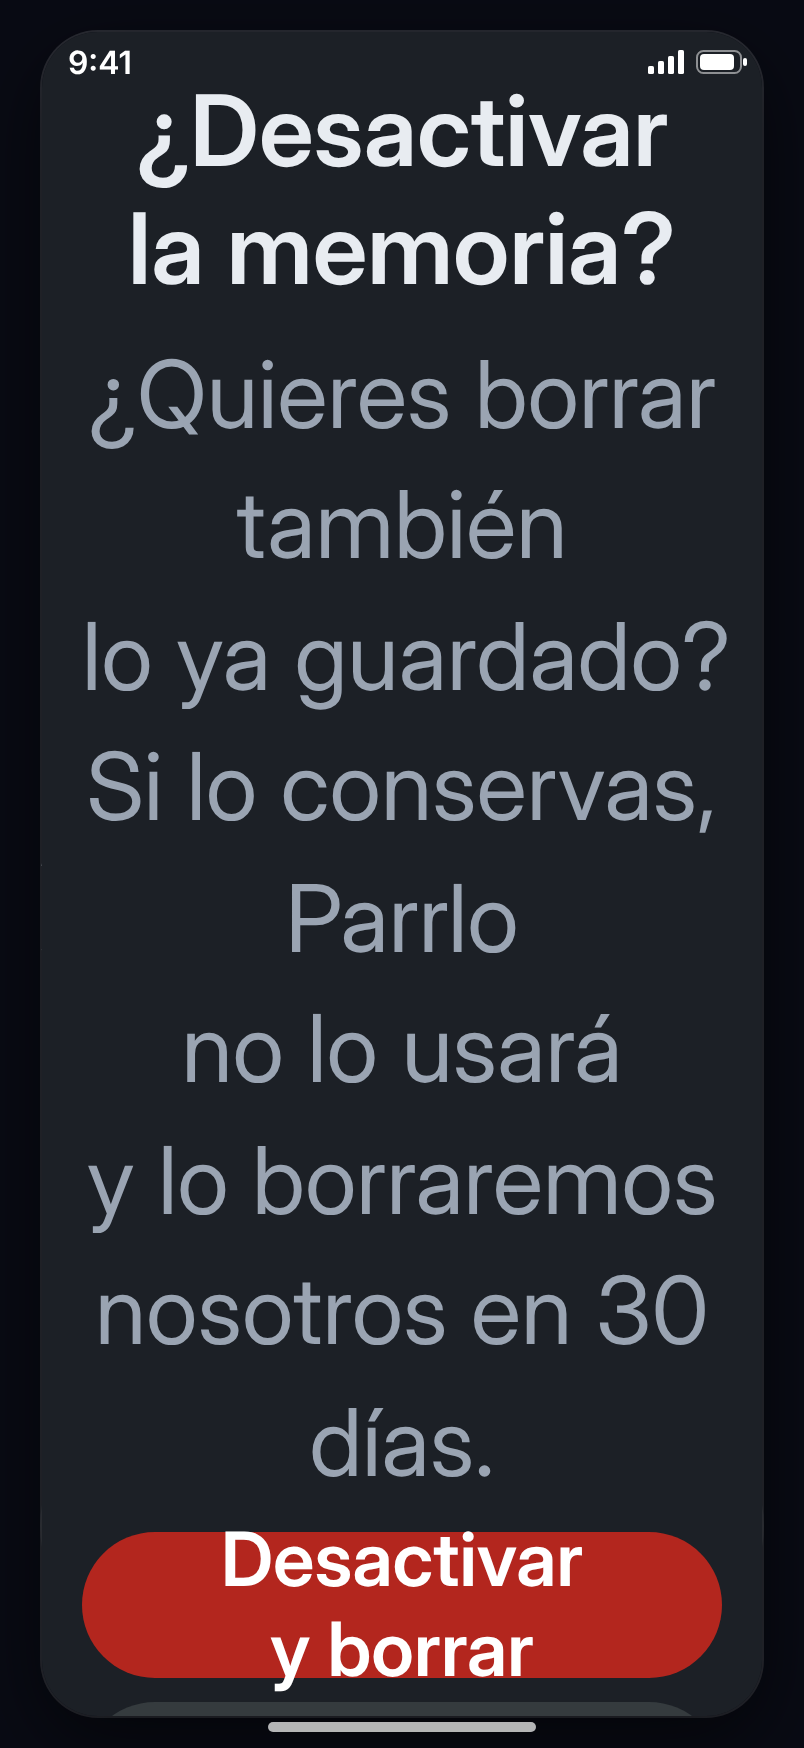 9:41
¿Desactivar
la memoria?
¿Quieres borrar
también
lo ya guardado?
Si lo conservas,
Parrlo
no lo usará
y lo borraremos
nosotros en 30
días.
Desactivar
y borrar